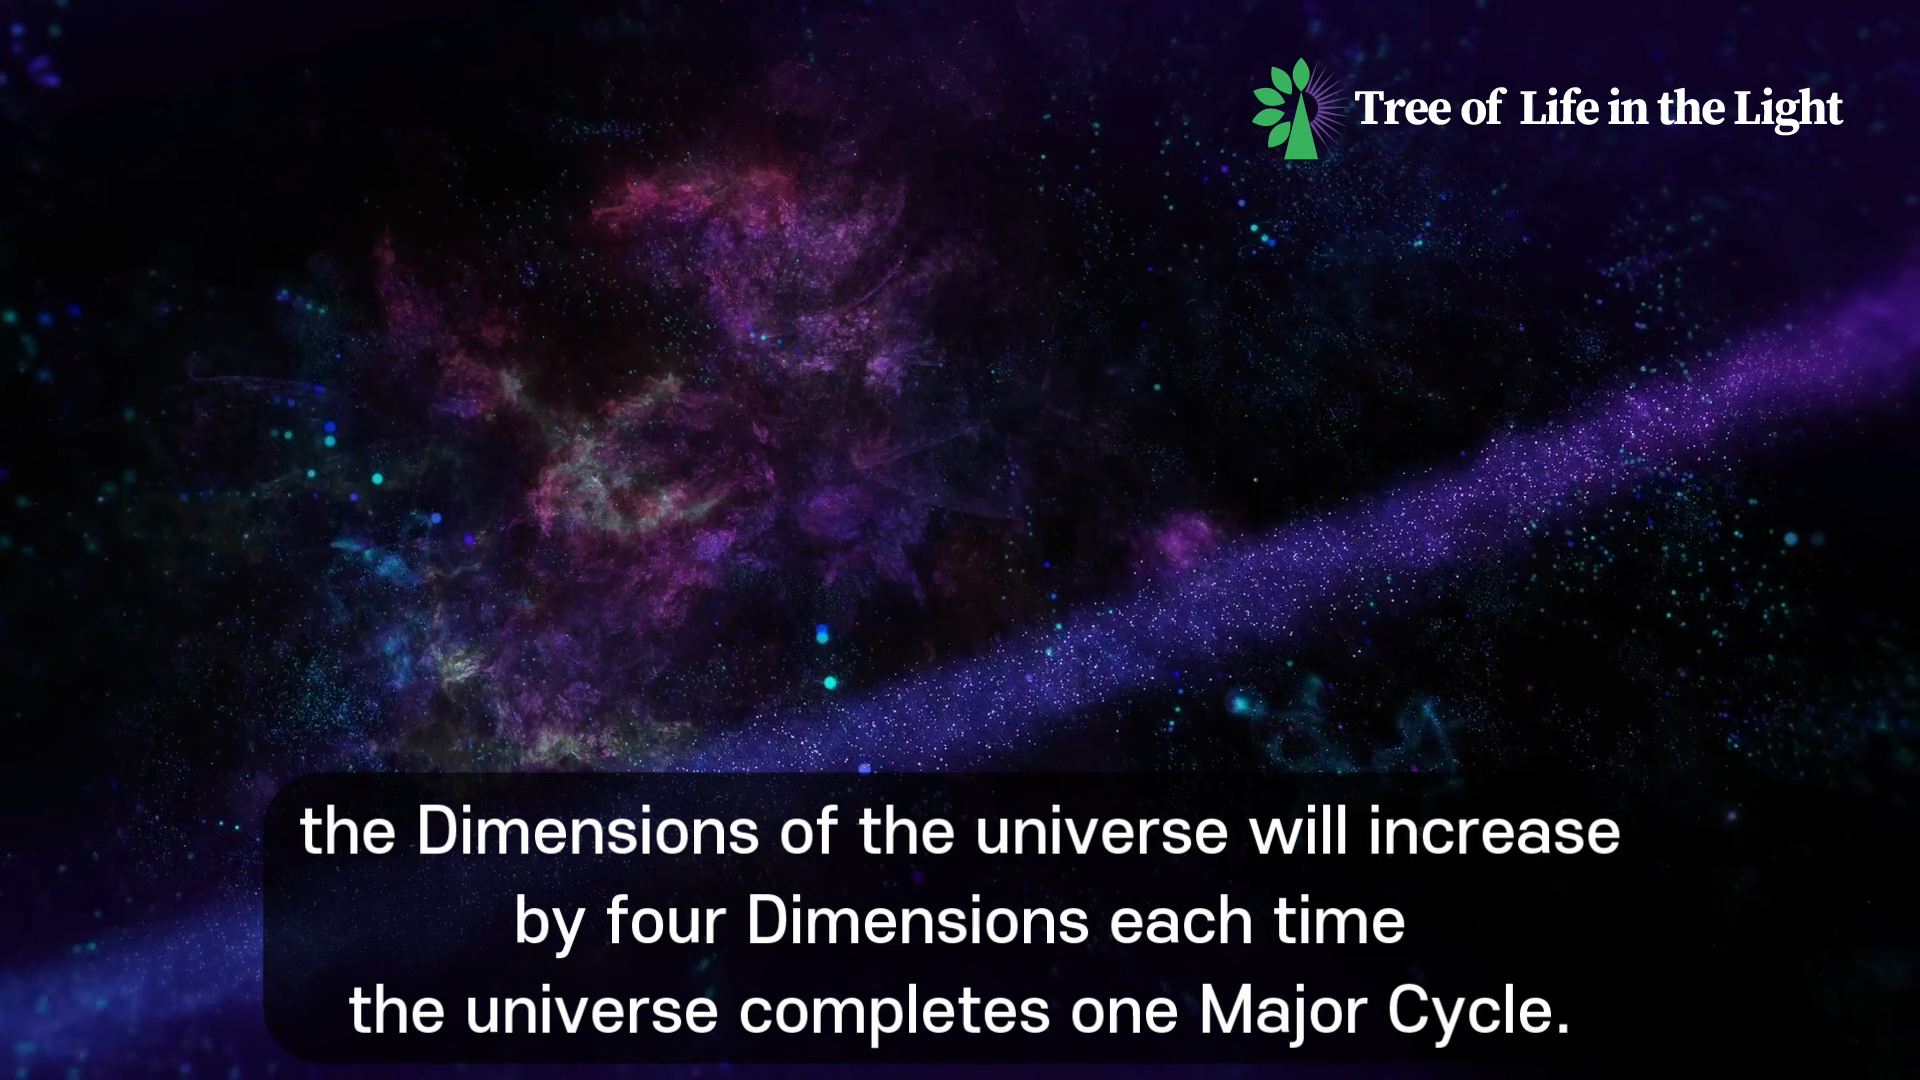 Tree of Life in the Light
the Dimensions of the universe will increase
by four Dimensions each time
the universe completes one Major Cycle.